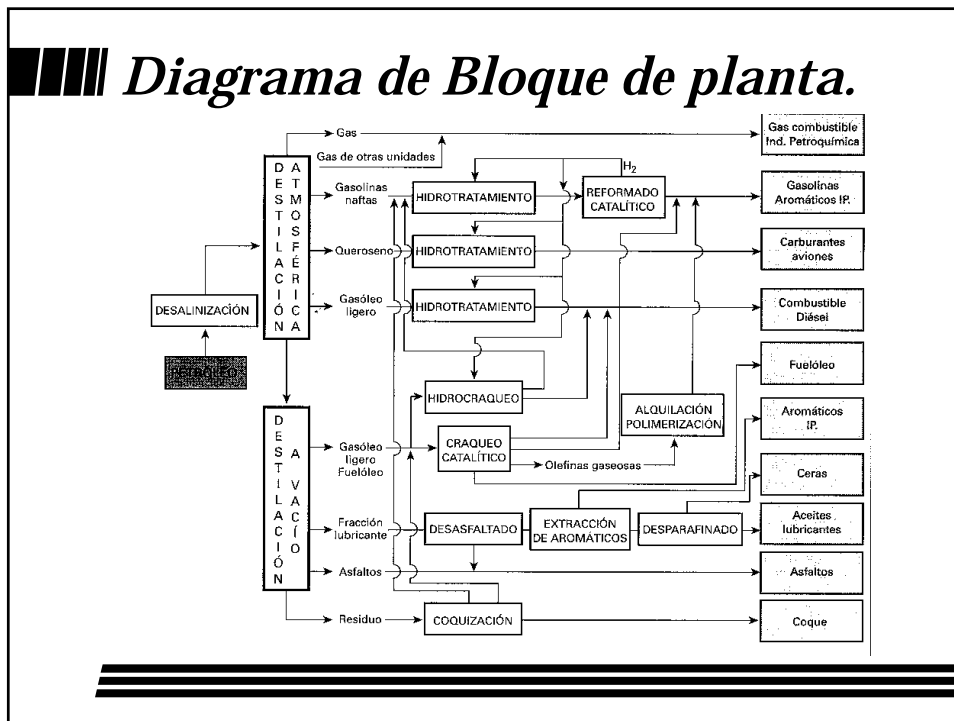 Diagrama de Bloque de planta.
Gas
Gas combustible
Ind. Petroquímica
Gas de otras unidades
H2
DESTILACIÓN
ATMOSFÉRICA
Gasolinas
naftas
HIDROTRATAMIENTO
REFORMADO
CATALÍTICO
Gasolinas
Aromáticos IP.
Queroseno
HIDROTRATAMIENTO
Carburantes
aviones
Gasóleo
ligero
HIDROTRATAMIENTO
Combustible
Diésel
DESALINIZACIÓN
PETRÓLEO
Fuelóleo
HIDROCRAQUEO
ALQUILACIÓN
POLIMERIZACIÓN
Aromáticos
IP.
DESTILACIÓN
A VACÍO
Gasóleo
ligero
Fuelóleo
CRAQUEO
CATALÍTICO
Olefinas gaseosas
Ceras
Fracción
lubricante
DESASFALTADO
EXTRACCIÓN
DE AROMÁTICOS
DESPARAFINADO
Aceites
lubricantes
Asfaltos
Asfaltos
Residuo
COQUIZACIÓN
Coque